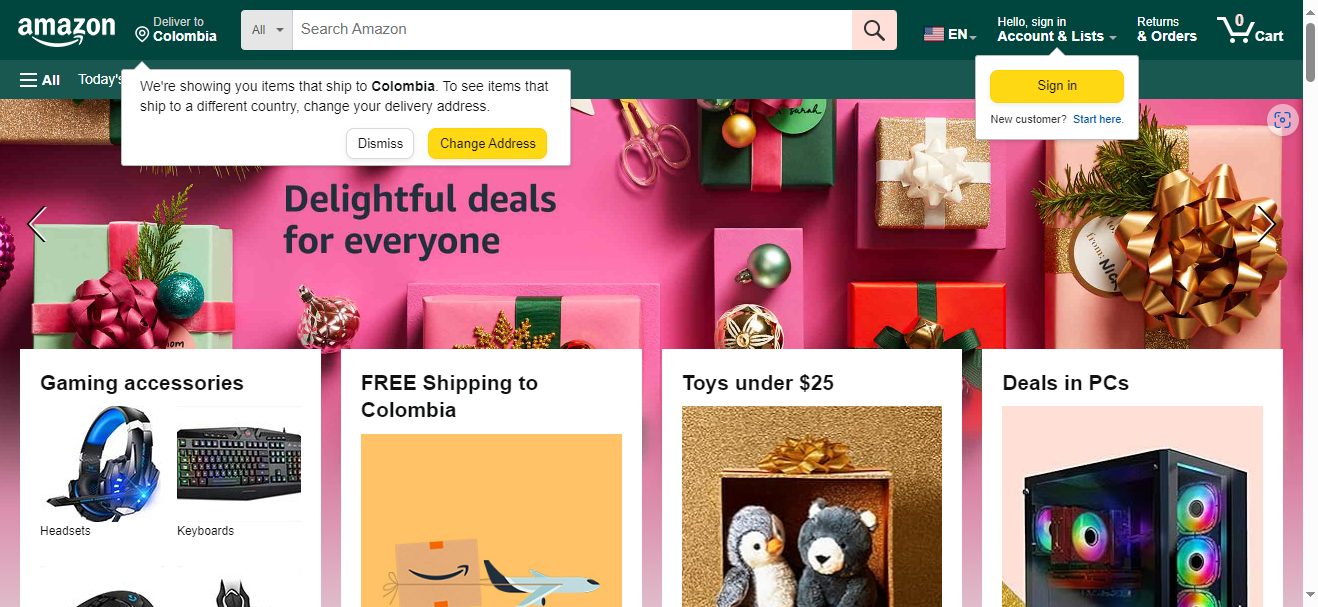 amazon
Deliver to
Colombia
All
Search Amazon
EN
Hello, sign in
Account & Lists
Returns
& Orders
0
Cart
All
Today's
We're showing you items that ship to Colombia. To see items that
ship to a different country, change your delivery address.
Dismiss
Change Address
Sign in
New customer? Start here.
Delightful deals
for everyone
sarah
from:
Gaming accessories
Headsets
Keyboards
FREE Shipping to
Colombia
Toys under $25
Deals in PCs